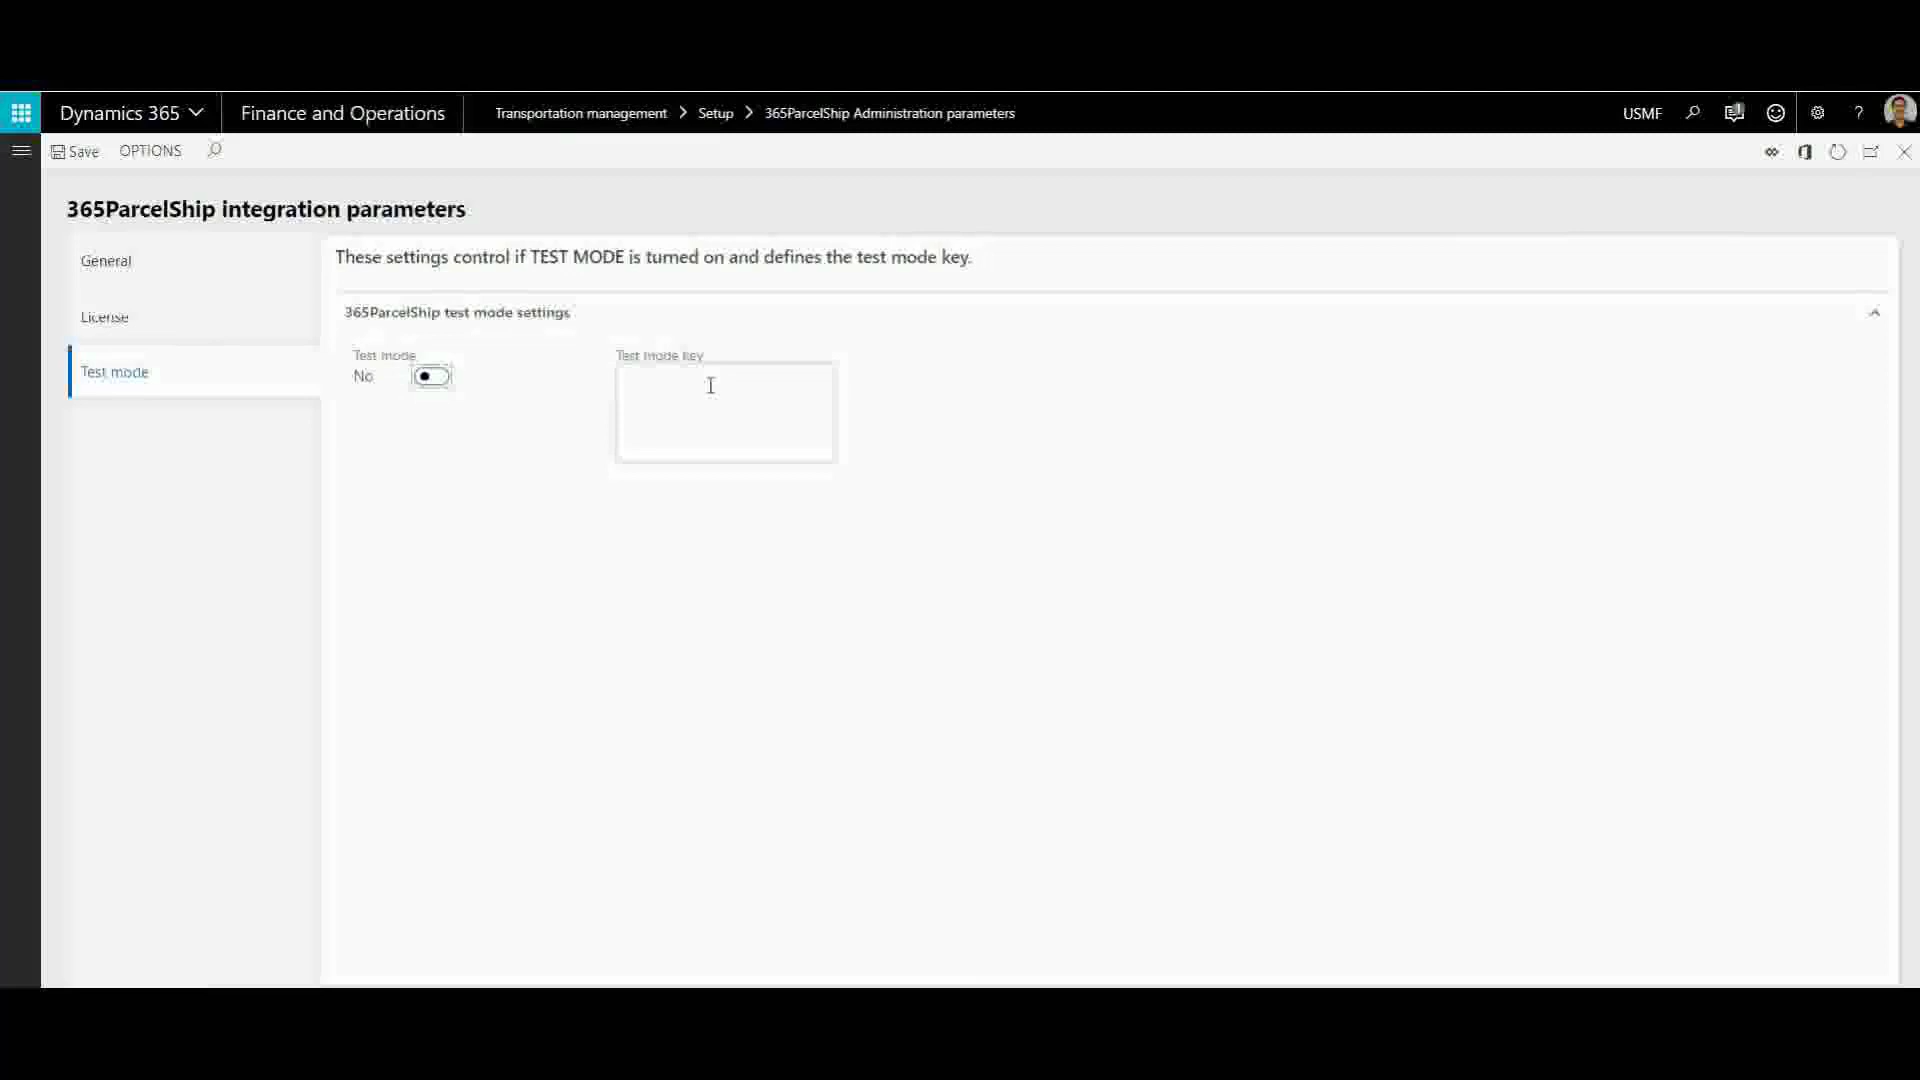 Dynamics 365 Finance and Operations Transportation management Setup 365ParcelShip Administration parameters USMF 1 ?
Save OPTIONS
365ParcelShip integration parameters
General
License
Test mode
These settings control if TEST MODE is turned on and defines the test mode key.
365ParcelShip test mode settings
Test mode
No
Test mode key